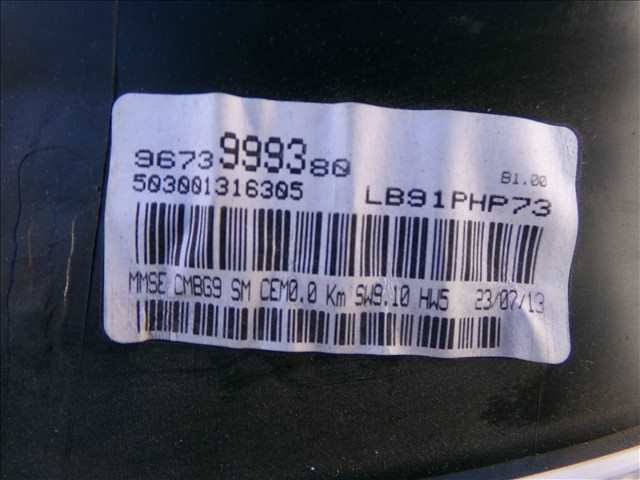 9673999380 81.00
503001316305 LB91PHP73
MMSE CMBG9 SM CEM0.0 Km SW9.10 HW5 23/07/13